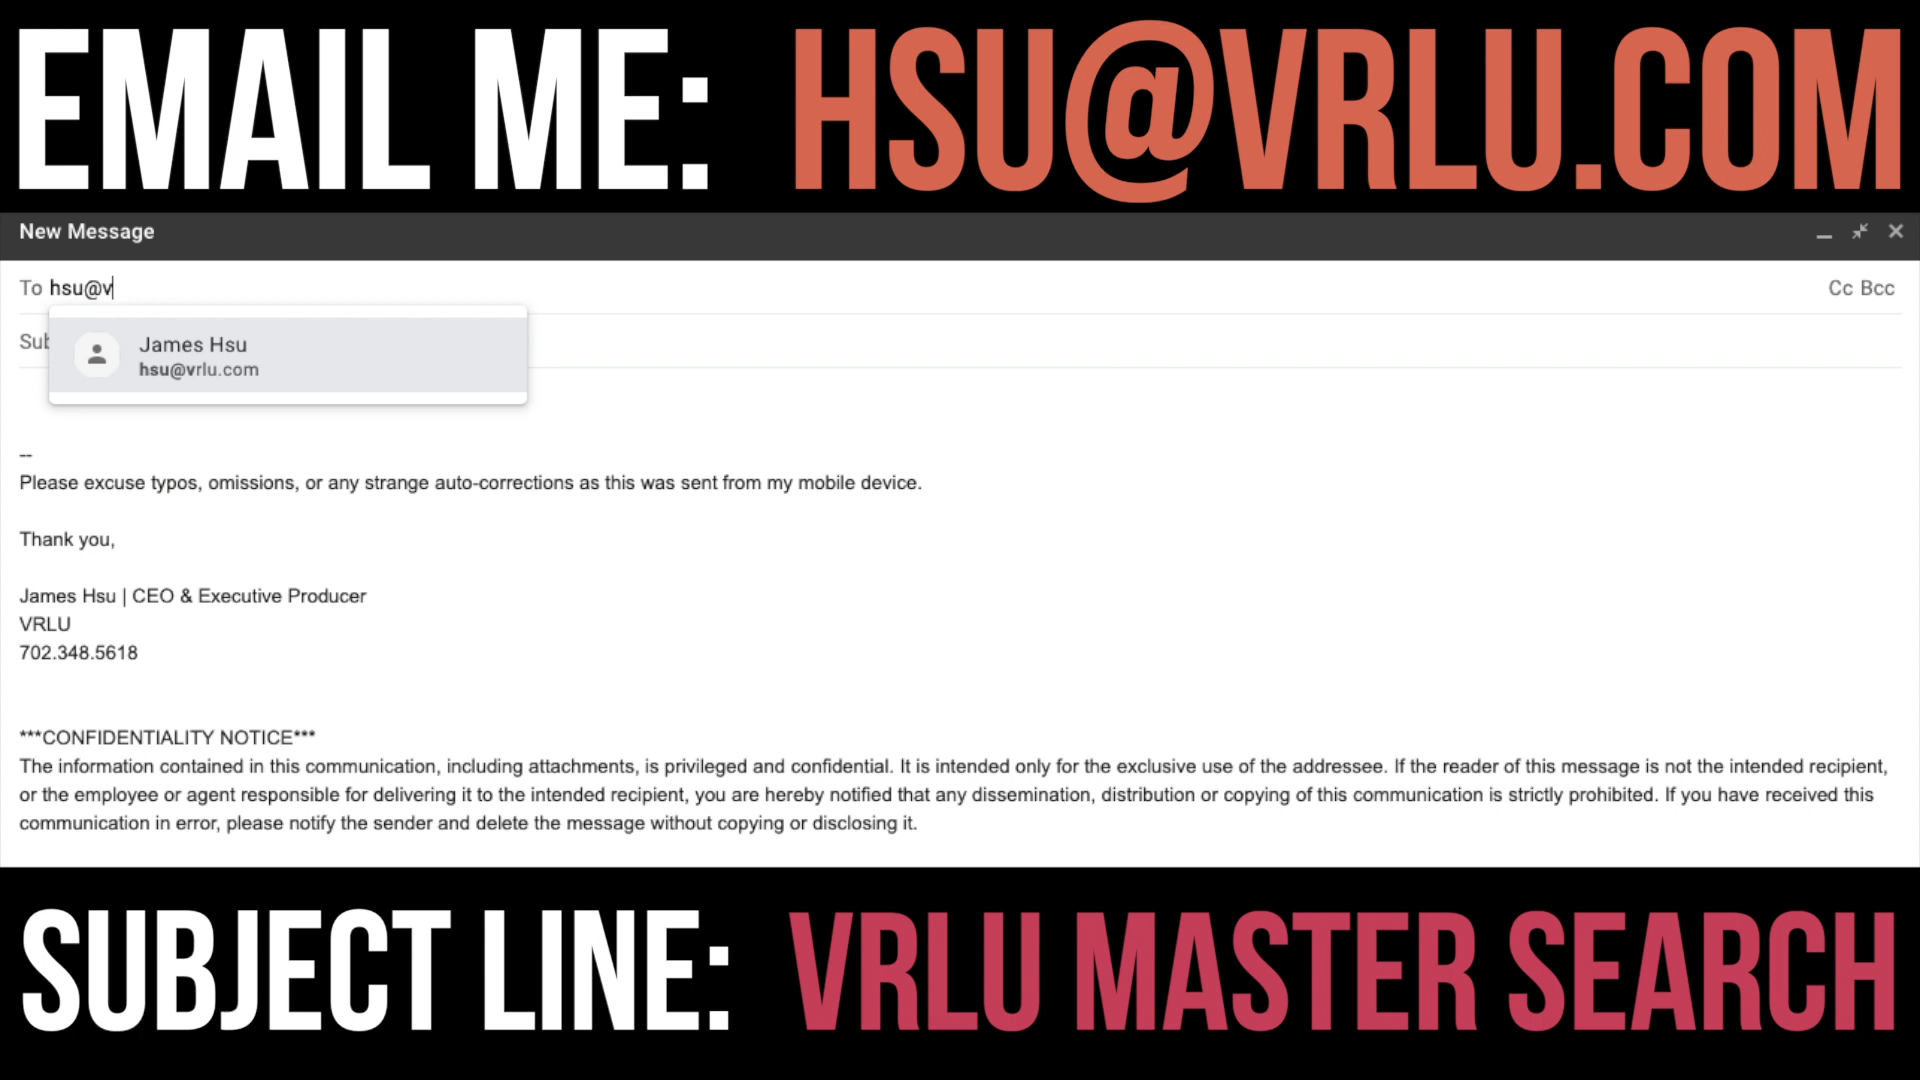 EMAIL ME: HSU@VRLU.COM
New Message
To hsu@v
Cc Bcc
James Hsu
Sub
hsu@vrlu.com
--
Please excuse typos, omissions, or any strange auto-corrections as this was sent from my mobile device.
Thank you,
James Hsu | CEO & Executive Producer
VRLU
702.348.5618
***CONFIDENTIALITY NOTICE***
The information contained in this communication, including attachments, is privileged and confidential. It is intended only for the exclusive use of the addressee. If the reader of this message is not the intended recipient,
or the employee or agent responsible for delivering it to the intended recipient, you are hereby notified that any dissemination, distribution or copying of this communication is strictly prohibited. If you have received this
communication in error, please notify the sender and delete the message without copying or disclosing it.
SUBJECT LINE: VRLU MASTER SEARCH